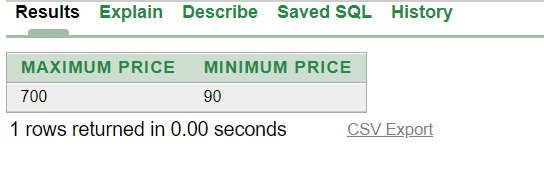 Results Explain Describe Saved SQL History
MAXIMUM PRICE MINIMUM PRICE
700 90
1 rows returned in 0.00 seconds CSV Export